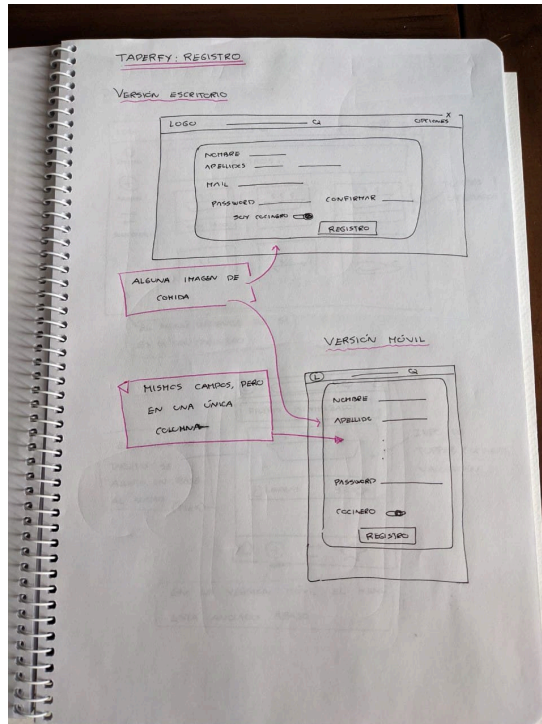 TAPERFY: REGISTRO
VERSIÓN ESCRITORIO
X
LOGO OPCIONES
NOMBRE
APELLIDOS
MAIL
PASSWORD CONFIRMAR
SOY COCINERO
REGISTRO
ALGUNA IMAGEN DE
COMIDA
VERSIÓN MÓVIL
MISMOS CAMPOS, PERO
EN UNA ÚNICA
COLUMNA
L
NOMBRE
APELLIDO
PASSWORD
COCINERO
REGISTRO